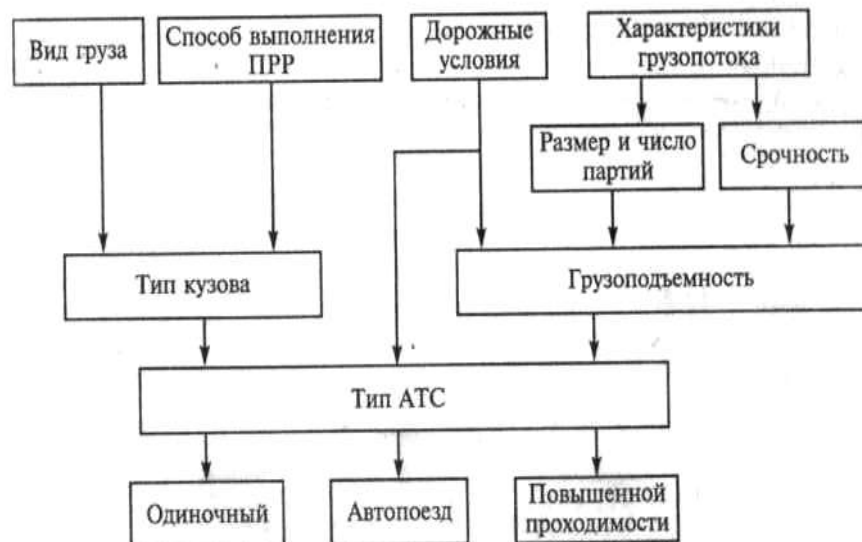 Вид груза
Способ выполнения
ПРР
Дорожные
условия
Характеристики
грузопотока
Размер и число
партий
Срочность
Тип кузова
Грузоподъемность
Тип АТС
Одиночный
Автопоезд
Повышенной
проходимости